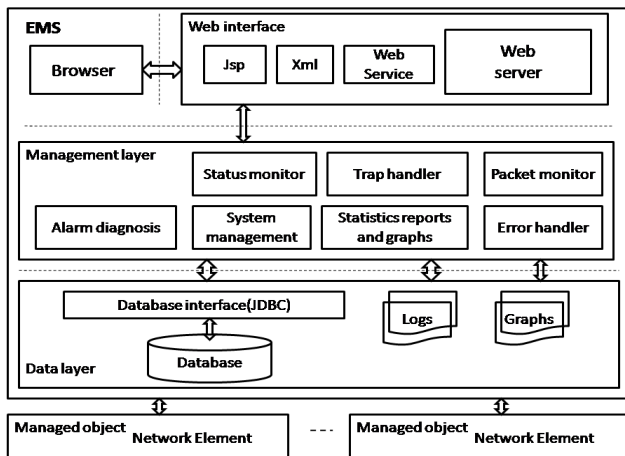 EMS
Web interface
Browser
Jsp
Xml
Web
Service
Web
server
Management layer
Status monitor
Trap handler
Packet monitor
Alarm diagnosis
System
management
Statistics reports
and graphs
Error handler
Database interface(JDBC)
Logs
Graphs
Database
Data layer
Managed object
Network Element
Managed object
Network Element